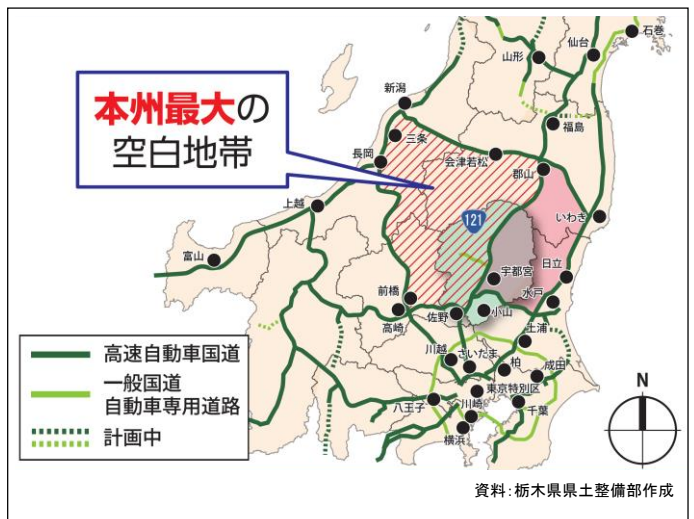 本州最大の
空白地帯
石巻
仙台
山形
新潟
福島
三条
長岡
会津若松
郡山
上越
121
いわき
富山
宇都宮
日立
前橋
水戸
高崎
佐野
小山
土浦
川越
さいたま
柏
成田
東京特別区
八王子
川崎
千葉
横浜
高速自動車国道
一般国道
自動車専用道路
計画中
N
資料:栃木県県土整備部作成